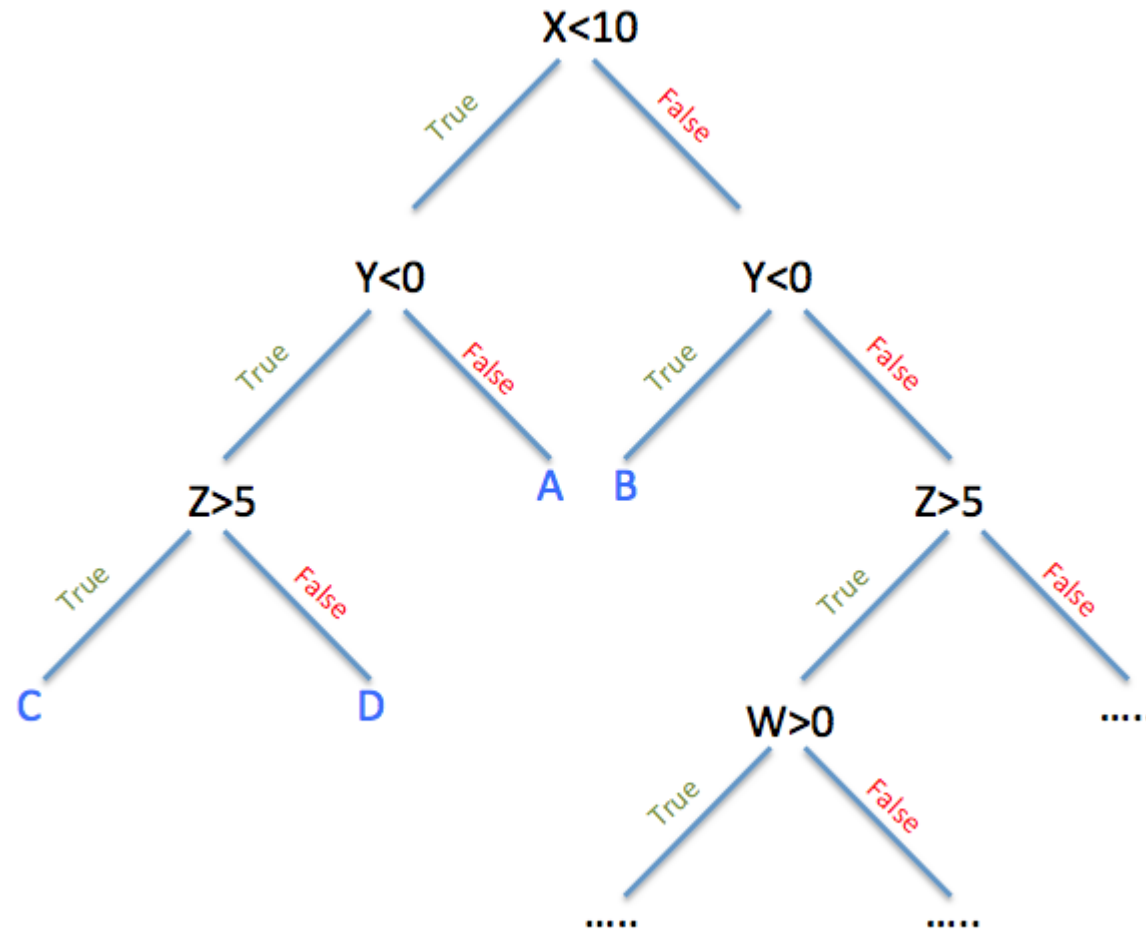 X<10
True
False
Y<0
Y<0
True
False
True
False
Z>5
A
B
Z>5
True
False
True
False
C
D
W>0
....
True
False
.....
.....